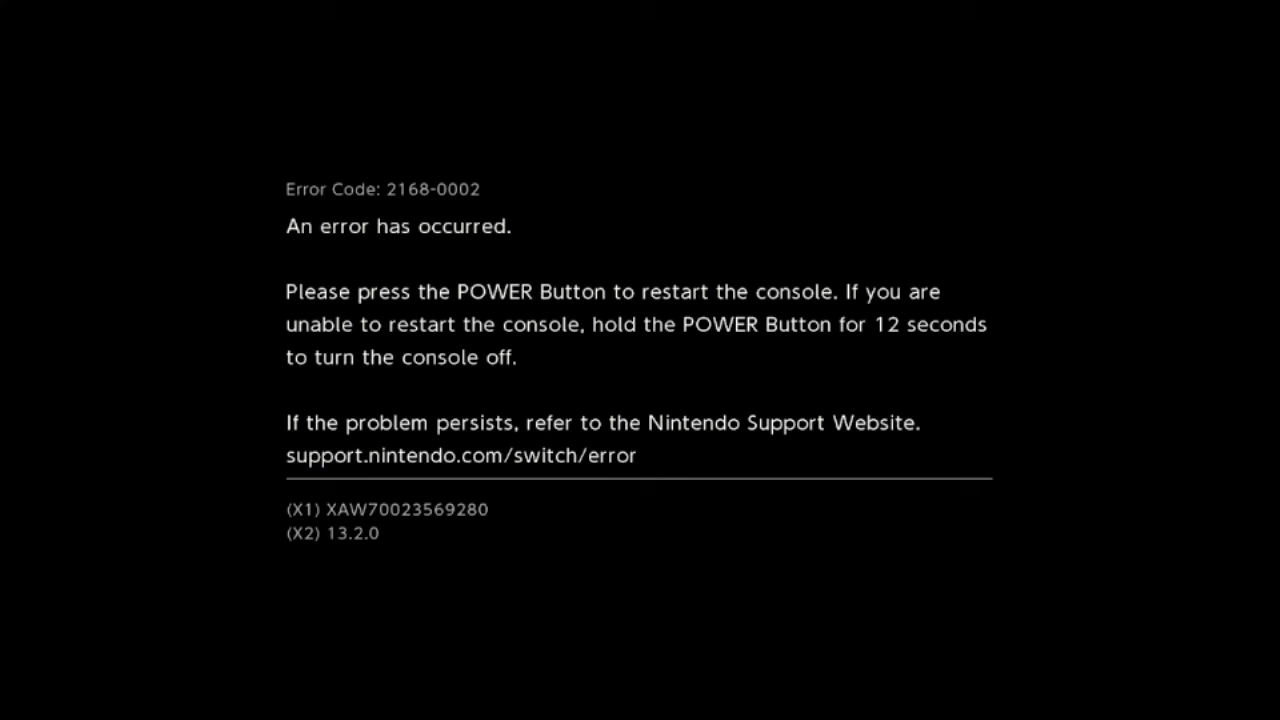 Error Code: 2168-0002
An error has occurred.
Please press the POWER Button to restart the console. If you are
unable to restart the console, hold the POWER Button for 12 seconds
to turn the console off.
If the problem persists, refer to the Nintendo Support Website.
support.nintendo.com/switch/error
(X1) XAW70023569280
(X2) 13.2.0